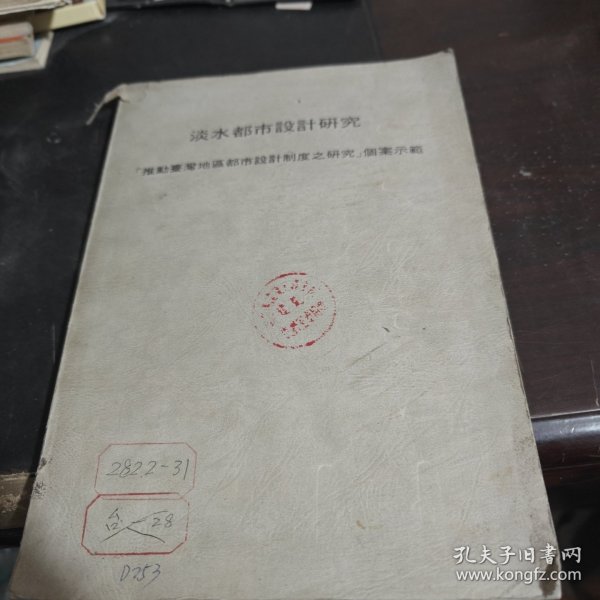 淡水都市設計研究
「推動臺灣地區都市設計制度之研究」個案示範
2822-31
台 28
D253
孔夫子旧书网
www.kongfz.com